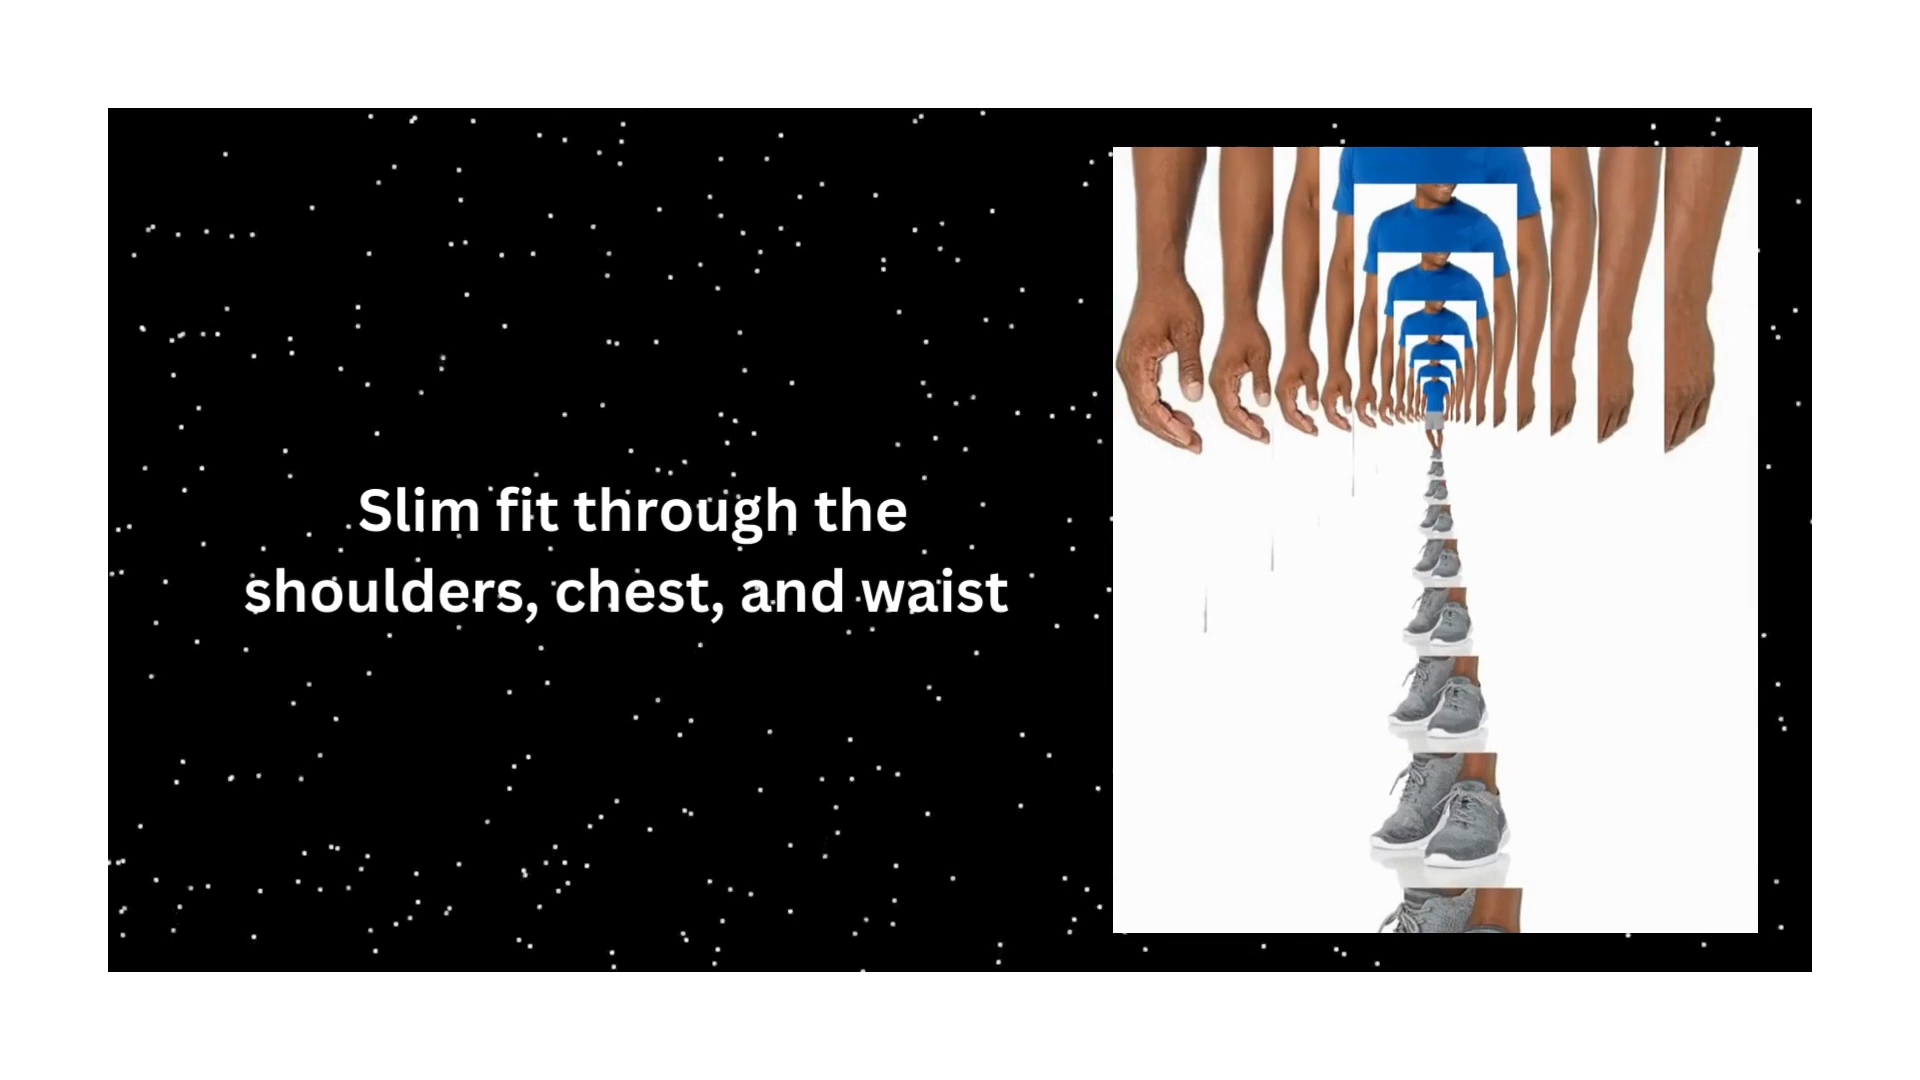 Slim fit through the
shoulders, chest, and waist